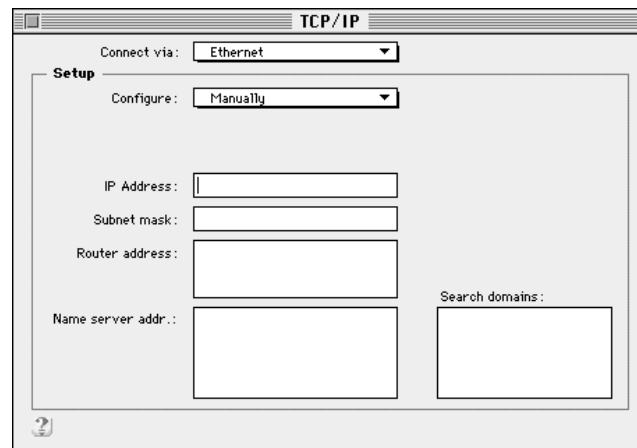 TCP/IP
Connect via: Ethernet
Setup
Configure: Manually
IP Address:
Subnet mask:
Router address:
Search domains:
Name server addr.:
?